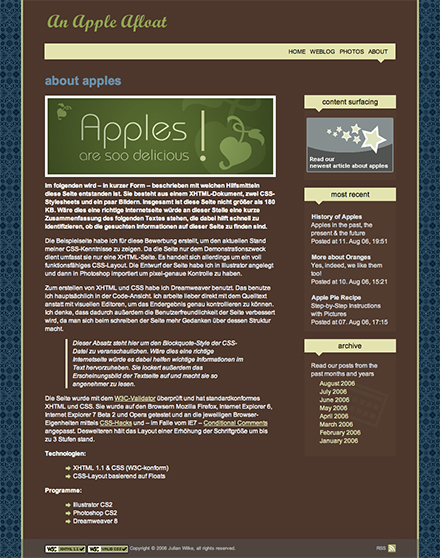 An Apple Afloat
HOME WEBLOG PHOTOS ABOUT
about apples
Apples!
are soo delicious
Im folgenden wird – in kurzer Form – beschrieben mit welchen Hilfsmitteln
diese Seite entstanden ist. Sie besteht aus einem XHTML-Dokument, zwei CSS-
Stylesheets und ein paar Bildern. Insgesamt ist diese Seite nicht größer als 180
KB. Wäre dies eine richtige Internetseite würde an dieser Stelle eine kurze
Zusammenfassung des folgenden Textes stehen, die dabei hilft schnell zu
identifizieren, ob die gesuchten Informationen auf dieser Seite zu finden sind.
Die Beispielseite habe ich für diese Bewerbung erstellt, um den aktuellen Stand
meiner CSS-Kenntnisse zu zeigen. Da die Seite nur dem Demonstrationszweck
dient umfasst sie nur eine XHTML-Seite. Es handelt sich allerdings um ein voll
funktionsfähiges CSS-Layout. Die Entwurf der Seite habe ich in Illustrator angelegt
und dann in Photoshop importiert um pixel-genaue Kontrolle zu haben.
Zum erstellen von XHTML und CSS habe ich Dreamweaver benutzt. Das benutze
ich hauptsächlich in der Code-Ansicht. Ich arbeite lieber direkt mit dem Quelltext
anstatt mit visuellen Editoren, um das Endergebnis genau kontrollieren zu können.
Ich denke, dass dadurch außerdem die Benutzerfreundlichkeit der Seite verbessert
wird, da man sich beim schreiben der Seite mehr Gedanken über dessen Struktur
macht.
Dieser Absatz steht hier um den Blockquote-Style der CSS-
Datei zu veranschaulichen. Wäre dies eine richtige
Internetseite würde es dabei helfen wichtige Informationen im
Text hervorzuheben. Sie lockert außerdem das
Erscheinungsbild der Textseite auf und macht sie so
angenehmer zu lesen.
Die Seite wurde mit dem W3C-Validator überprüft und hat standardkonformes
XHTML und CSS. Sie wurde auf den Browsern Mozilla Firefox, Internet Explorer 6,
Internet Explorer 7 Beta 2 und Opera getestet und an die jeweiligen Browser-
Eigenheiten mittels CSS-Hacks und – im Falle vom IE7 – Conditional Comments
angepasst. Desweiteren hält das Layout einer Erhöhung der Schriftgröße um bis
zu 3 Stufen stand.
Technologien:
XHTML 1.1 & CSS (W3C-konform)
CSS-Layout basierend auf Floats
Programme:
Illustrator CS2
Photoshop CS2
Dreamweaver 8
content surfacing
Read our
newest article about apples
most recent
History of Apples
Apples in the past, the
present & the future
Posted at 11. Aug 06, 19:51
More about Oranges
Yes, indeed, we like them
too!
Posted at 10. Aug 06, 15:21
Apple Pie Recipe
Step-by-Step Instructions
with Pictures
Posted at 07. Aug 06, 17:15
archive
Read our posts from the
past months and years
August 2006
July 2006
June 2006
May 2006
April 2006
March 2006
February 2006
January 2006
W3C XHTML 1.1 W3C CSS Copyright © 2006 Julian Wilke, all rights reserved. RSS